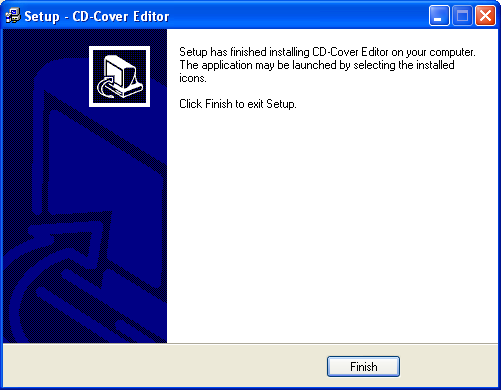 Setup - CD-Cover Editor
Setup has finished installing CD-Cover Editor on your computer.
The application may be launched by selecting the installed
icons.
Click Finish to exit Setup.
Finish